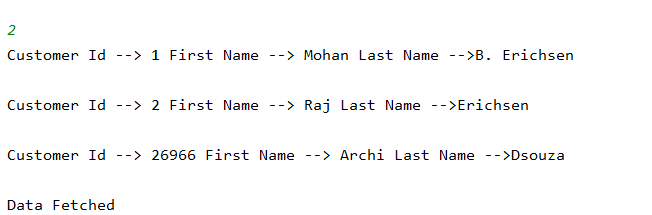 2
Customer Id --> 1 First Name --> Mohan Last Name -->B. Erichsen
Customer Id --> 2 First Name --> Raj Last Name -->Erichsen
Customer Id --> 26966 First Name --> Archi Last Name -->Dsouza
Data Fetched